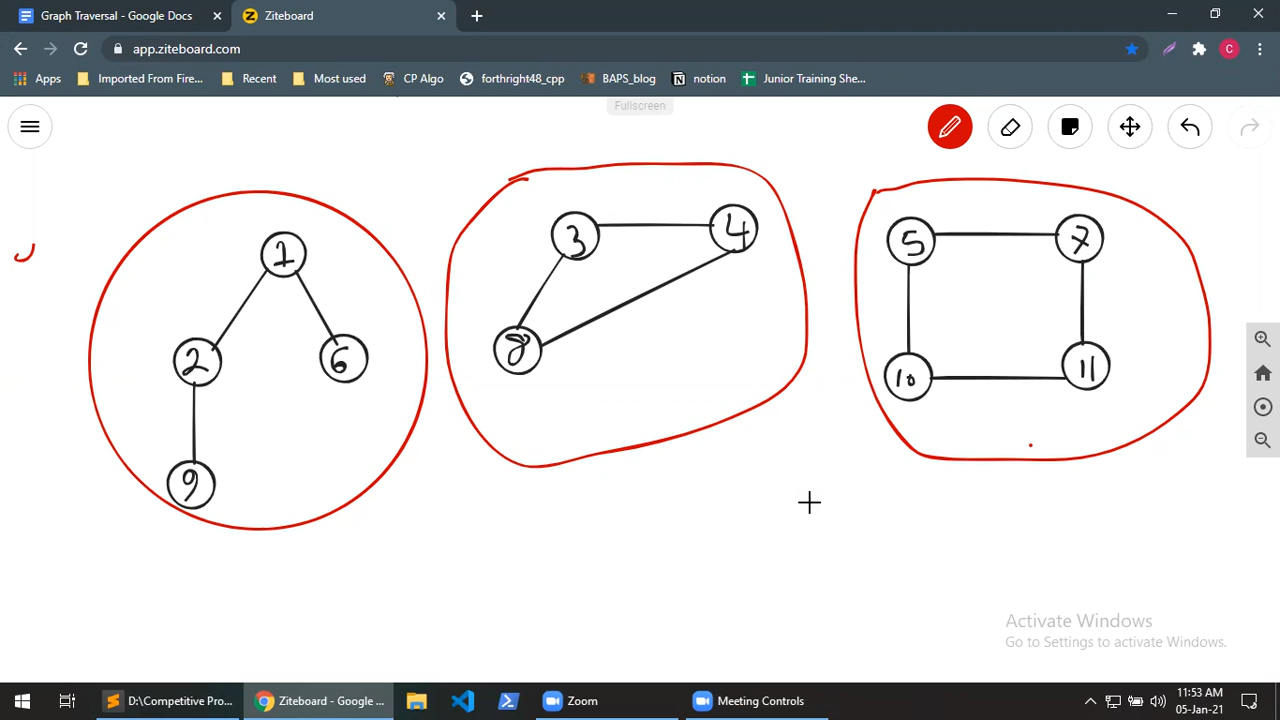 Graph Traversal - Google Docs
Ziteboard
app.ziteboard.com
Apps
Imported From Fire...
Recent
Most used
CP Algo
forthright48_cpp
BAPS_blog
notion
Junior Training She...
C
Fullscreen
1
2
6
9
3
4
8
5
7
10
11
Activate Windows
Go to Settings to activate Windows.
D:\Competitive Pro...
Ziteboard - Google ...
Zoom
Meeting Controls
11:53 AM
05-Jan-21